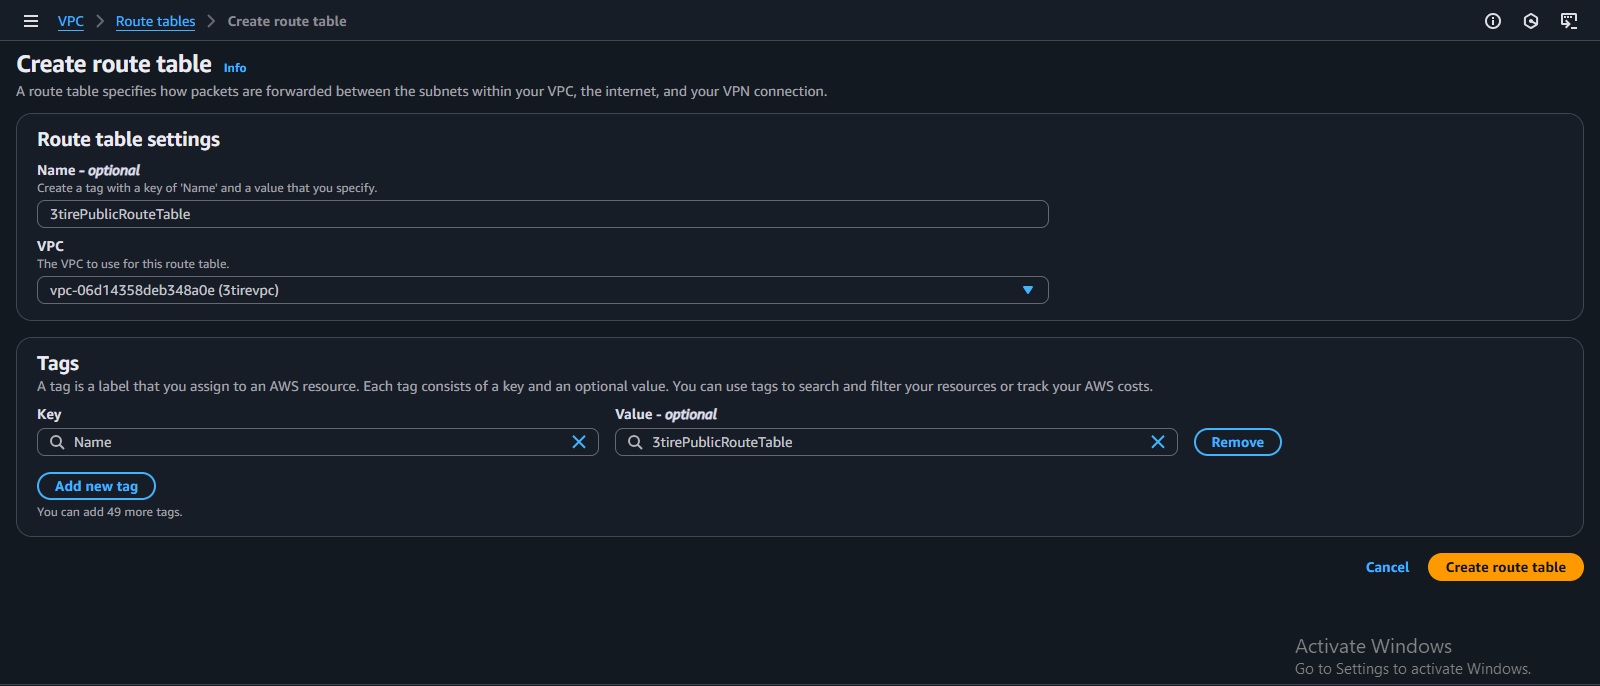 VPC > Route tables > Create route table
Create route table Info
A route table specifies how packets are forwarded between the subnets within your VPC, the internet, and your VPN connection.
Route table settings
Name - optional
Create a tag with a key of 'Name' and a value that you specify.
3tirePublicRouteTable
VPC
The VPC to use for this route table.
vpc-06d14358deb348a0e (3tirevpc)
Tags
A tag is a label that you assign to an AWS resource. Each tag consists of a key and an optional value. You can use tags to search and filter your resources or track your AWS costs.
Key Value - optional
Name 3tirePublicRouteTable Remove
Add new tag
You can add 49 more tags.
Cancel Create route table
Activate Windows
Go to Settings to activate Windows.